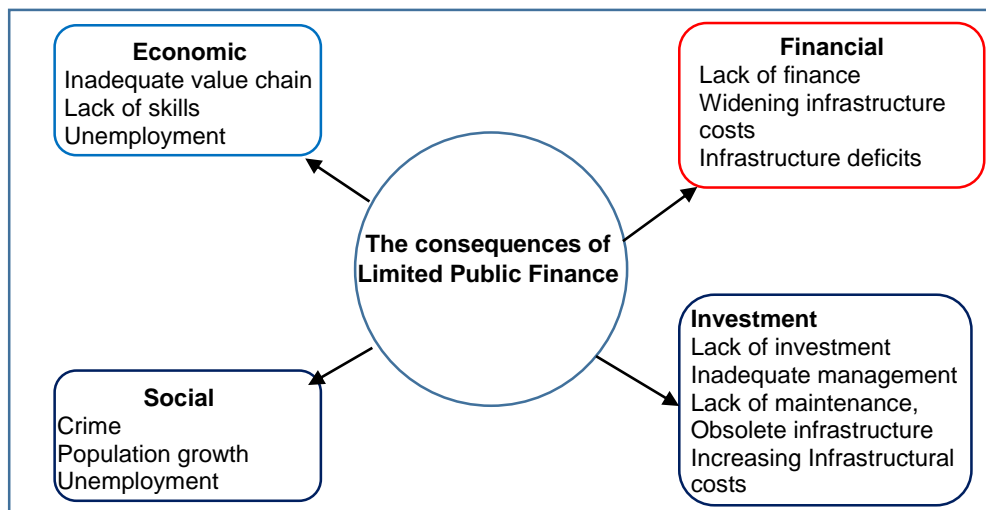 Economic
Inadequate value chain
Lack of skills
Unemployment
Financial
Lack of finance
Widening infrastructure
costs
Infrastructure deficits
The consequences of
Limited Public Finance
Social
Crime
Population growth
Unemployment
Investment
Lack of investment
Inadequate management
Lack of maintenance,
Obsolete infrastructure
Increasing Infrastructural
costs